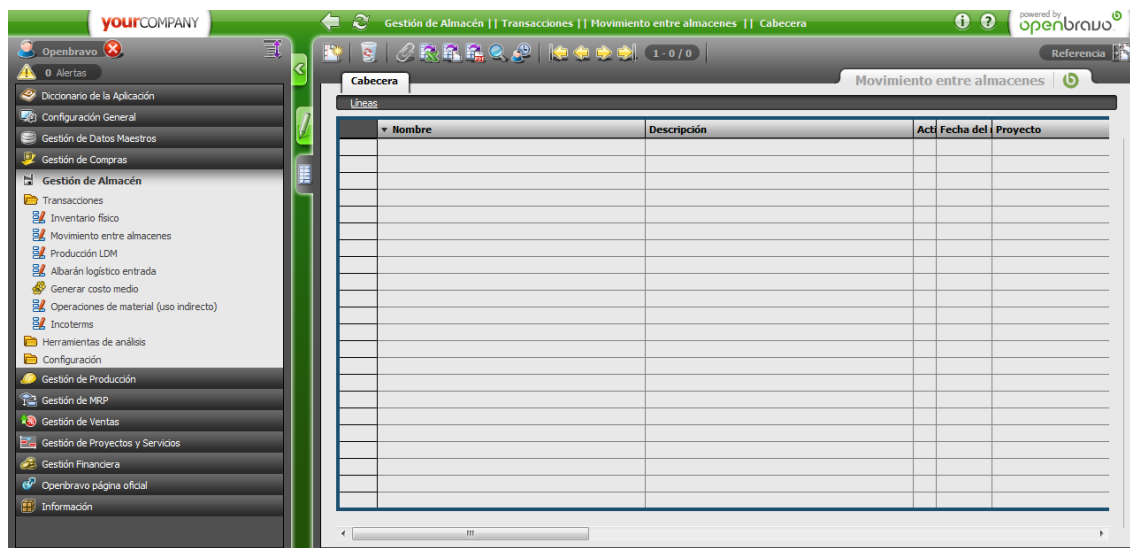 yourCOMPANY
Gestión de Almacén || Transacciones || Movimiento entre almacenes || Cabecera
powered by
openbravo
Openbravo
1 - 0 / 0
Referencia
0 Alertas
Cabecera
Movimiento entre almacenes
Líneas
Diccionario de la Aplicación
Configuración General
Gestión de Datos Maestros
Gestión de Compras
Gestión de Almacén
Transacciones
Inventario físico
Movimiento entre almacenes
Producción LDM
Albarán logístico entrada
Generar costo medio
Operaciones de material (uso indirecto)
Incoterms
Herramientas de análisis
Configuración
Gestión de Producción
Gestión de MRP
Gestión de Ventas
Gestión de Proyectos y Servicios
Gestión Financiera
Openbravo página oficial
Información
Nombre
Descripción
Acti
Fecha del
Proyecto